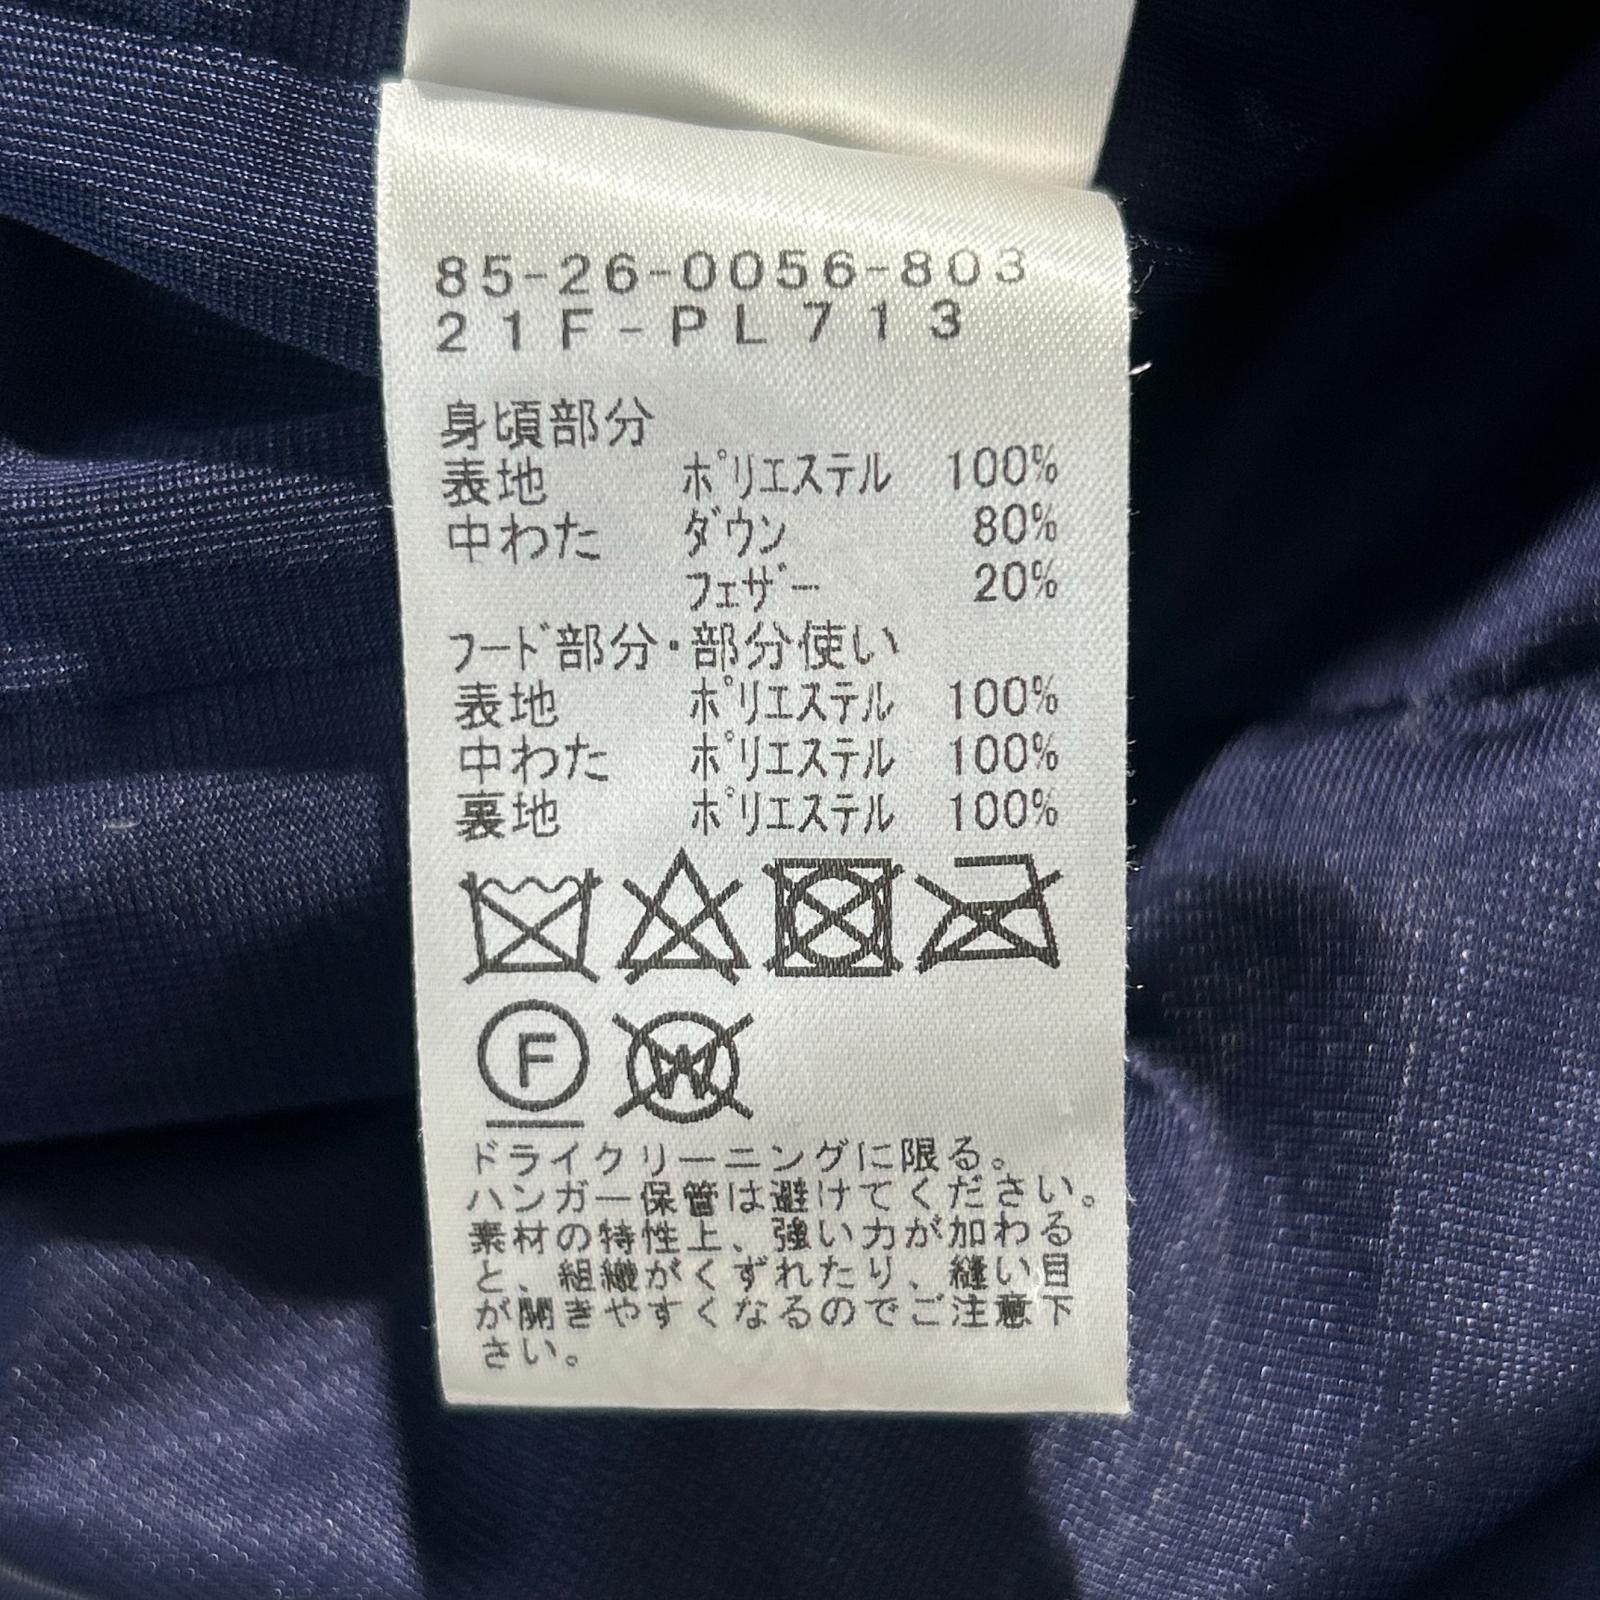 85-26-0056-803
21F-PL713
身頃部分
表地 ポリエステル 100%
中わた ダウン 80%
フェザー 20%
フード部分・部分使い
表地 ポリエステル 100%
中わた ポリエステル 100%
裏地 ポリエステル 100%
F W
ドライクリーニングに限る。
ハンガー保管は避けてください。
素材の特性上、強い力が加わる
と、組織がくずれたり、縫い目
が開きやすくなるのでご注意下
さい。